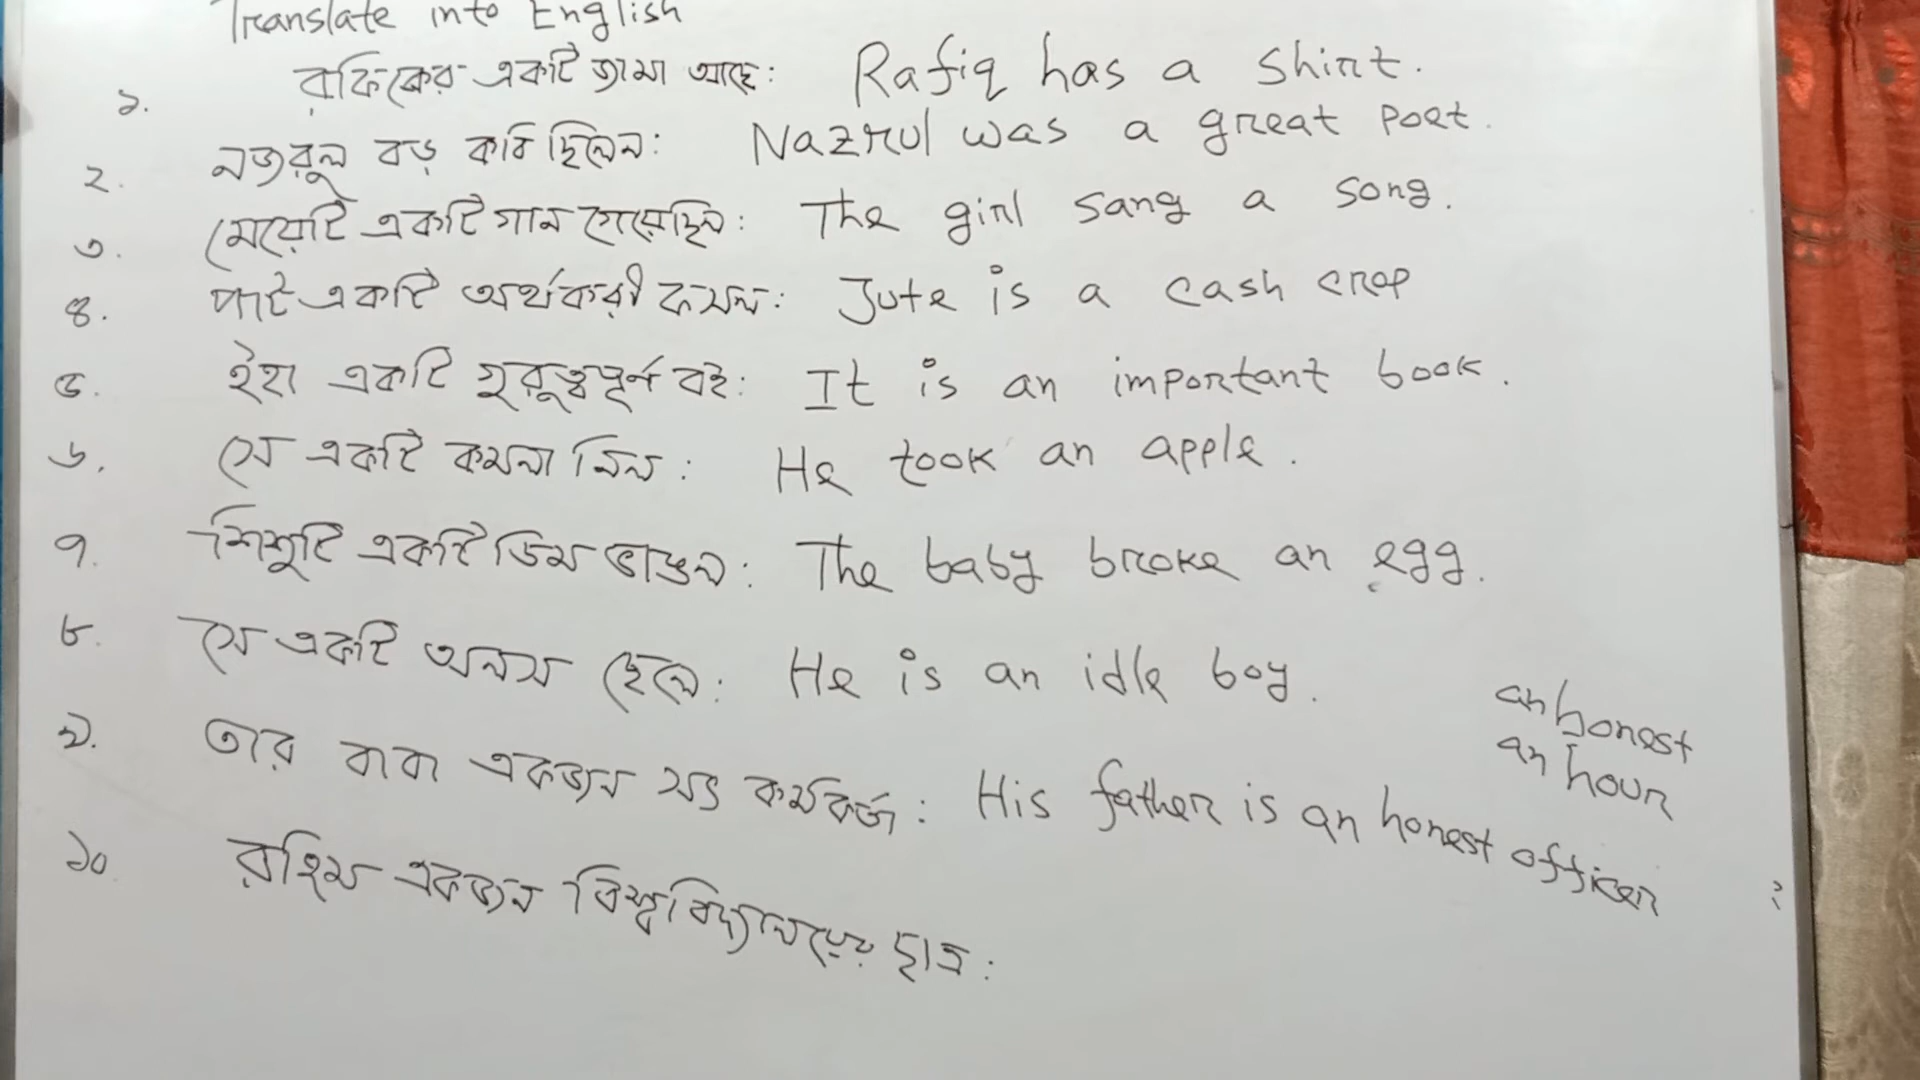 Translate into English
১. রফিকের একটি জামা আছে: Rafiq has a shirt.
২. নজরুল বড় কবি ছিলেন: Nazrul was a great poet.
৩. মেয়েটি একটি গান গেয়েছিল: The girl sang a song.
৪. পাট একটি অর্থকরী ফসল: Jute is a cash crop
৫. ইহা একটি গুরুত্বপূর্ন বই: It is an important book.
৬. সে একটি কমলা নিল: He took an apple.
৭. শিশুটি একটি ডিম ভাঙল: The baby broke an egg.
৮. সে একটি অলস ছেলে: He is an idle boy.
an honest
an hour
৯. তার বাবা একজন সৎ কর্মকর্তা: His father is an honest officer
১০ রহিম একজন বিশ্ববিদ্যালয়ের ছাত্র: